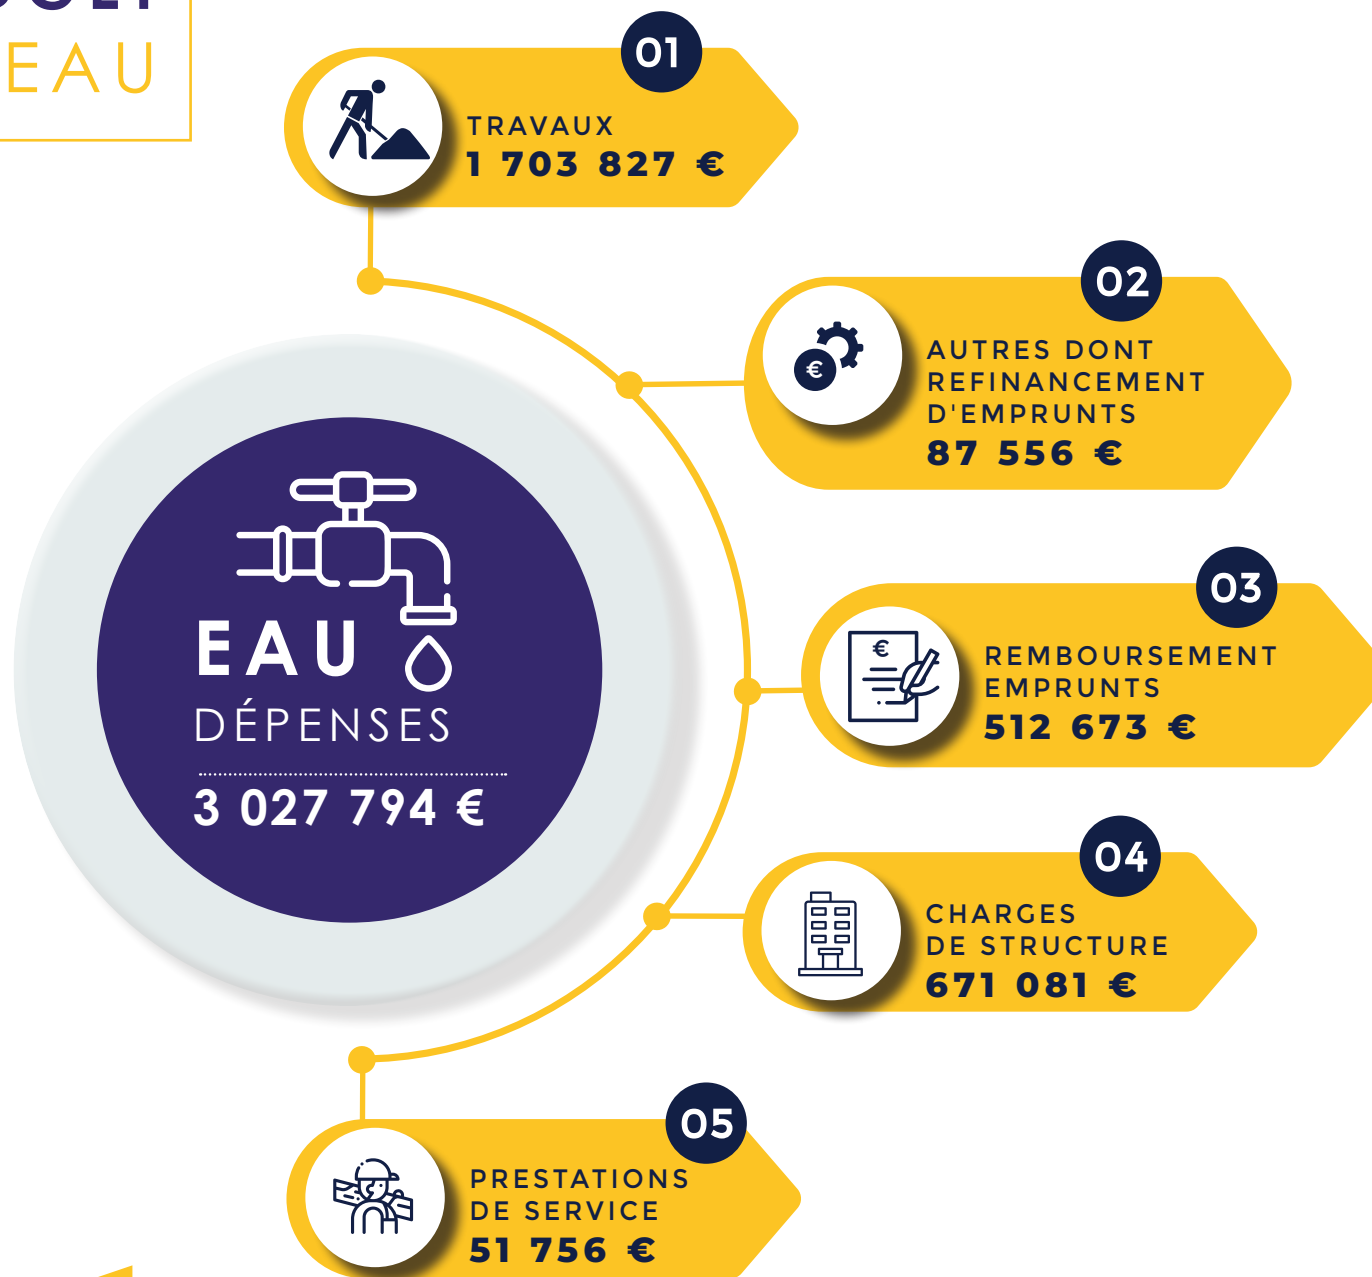 EAU
01
TRAVAUX
1 703 827 €
02
€
AUTRES DONT
REFINANCEMENT
D'EMPRUNTS
87 556 €
03
€
REMBOURSEMENT
EMPRUNTS
512 673 €
EAU
DÉPENSES
3 027 794 €
04
CHARGES
DE STRUCTURE
671 081 €
05
PRESTATIONS
DE SERVICE
51 756 €